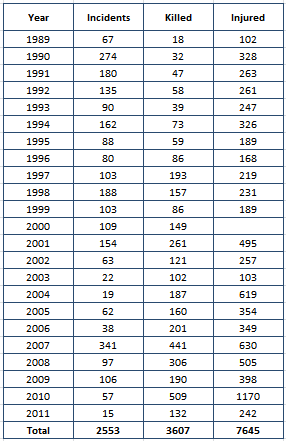 Year Incidents Killed Injured
1989 67 18 102
1990 274 32 328
1991 180 47 263
1992 135 58 261
1993 90 39 247
1994 162 73 326
1995 88 59 189
1996 80 86 168
1997 103 193 219
1998 188 157 231
1999 103 86 189
2000 109 149
2001 154 261 495
2002 63 121 257
2003 22 102 103
2004 19 187 619
2005 62 160 354
2006 38 201 349
2007 341 441 630
2008 97 306 505
2009 106 190 398
2010 57 509 1170
2011 15 132 242
Total 2553 3607 7645